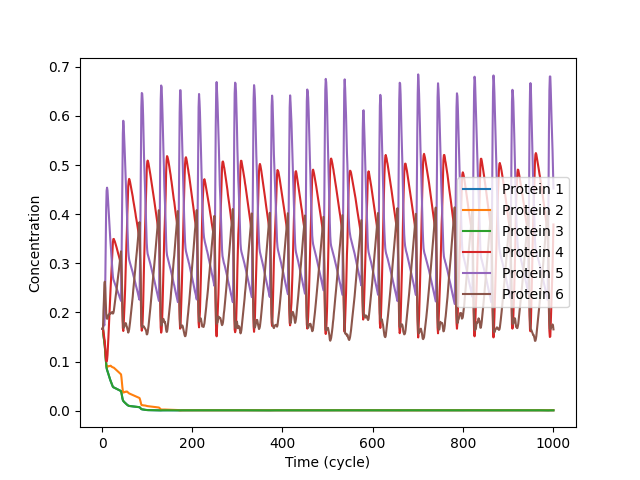 0.7
0.6
0.5
0.4
0.3
0.2
0.1
0.0
Concentration
Protein 1
Protein 2
Protein 3
Protein 4
Protein 5
Protein 6
0 200 400 600 800 1000
Time (cycle)